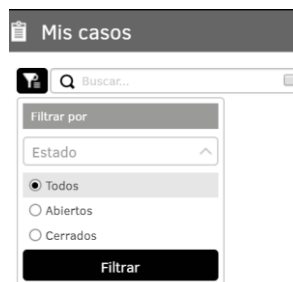 Mis casos
Buscar...
Filtrar por
Estado
Todos
Abiertos
Cerrados
Filtrar